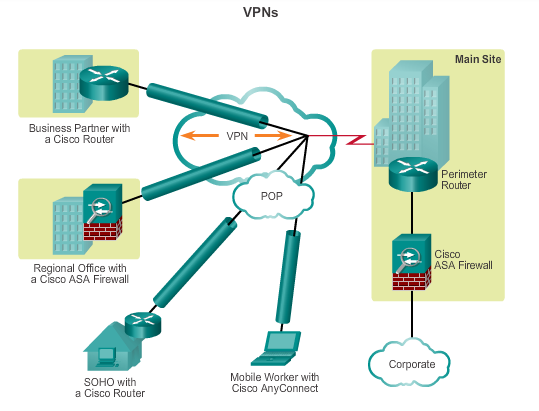 VPNs
Main Site
Business Partner with
a Cisco Router
VPN
Perimeter
Router
POP
Regional Office with
a Cisco ASA Firewall
Cisco
ASA Firewall
SOHO with
a Cisco Router
Mobile Worker with
Cisco AnyConnect
Corporate